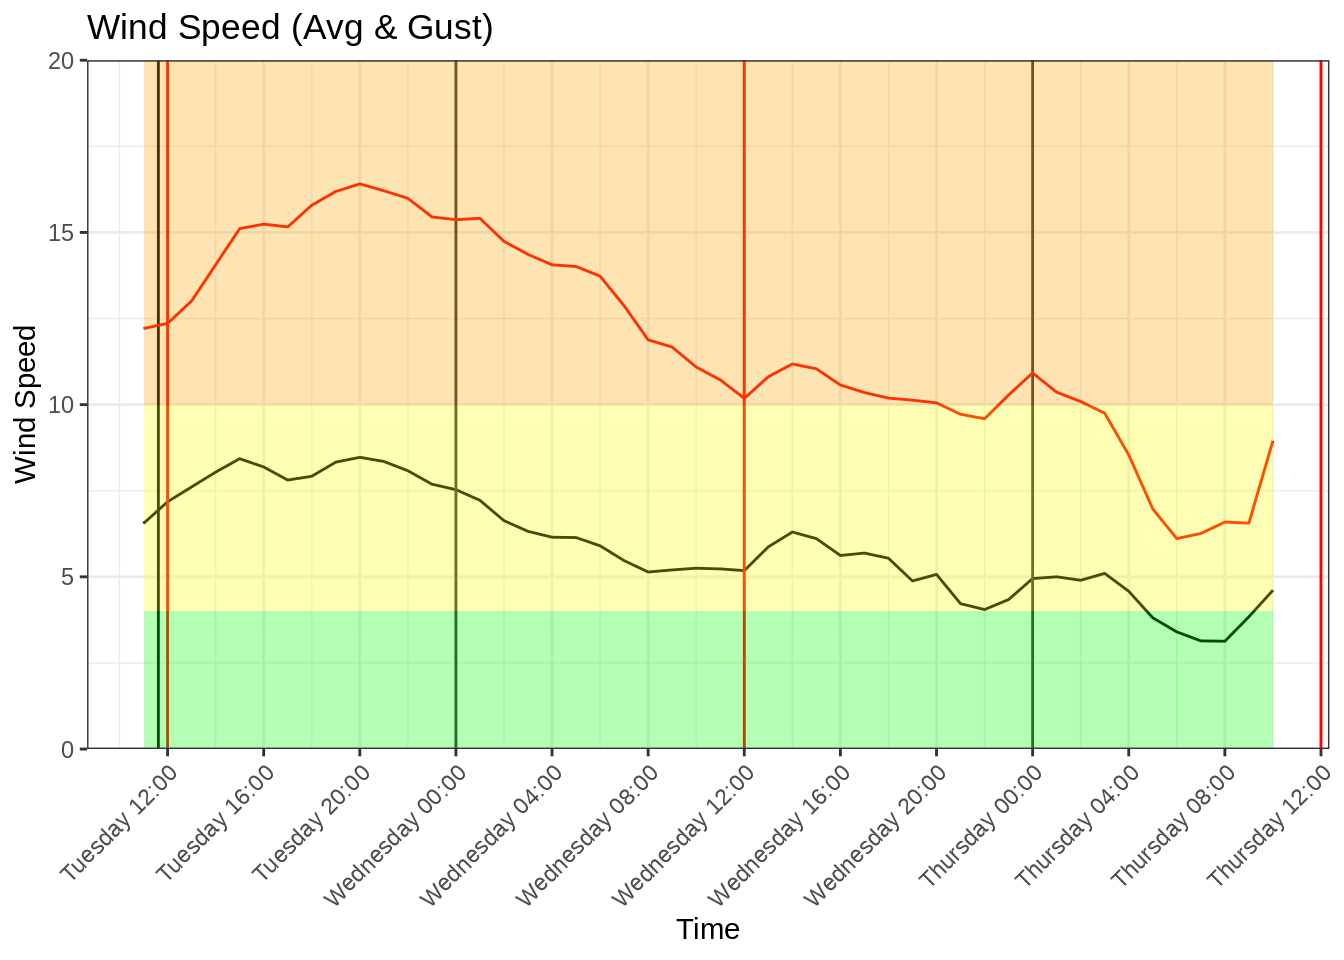 Wind Speed (Avg & Gust)
20
15
10
5
0
Wind Speed
Tuesday 12:00
Tuesday 16:00
Tuesday 20:00
Wednesday 00:00
Wednesday 04:00
Wednesday 08:00
Wednesday 12:00
Wednesday 16:00
Wednesday 20:00
Thursday 00:00
Thursday 04:00
Thursday 08:00
Thursday 12:00
Time